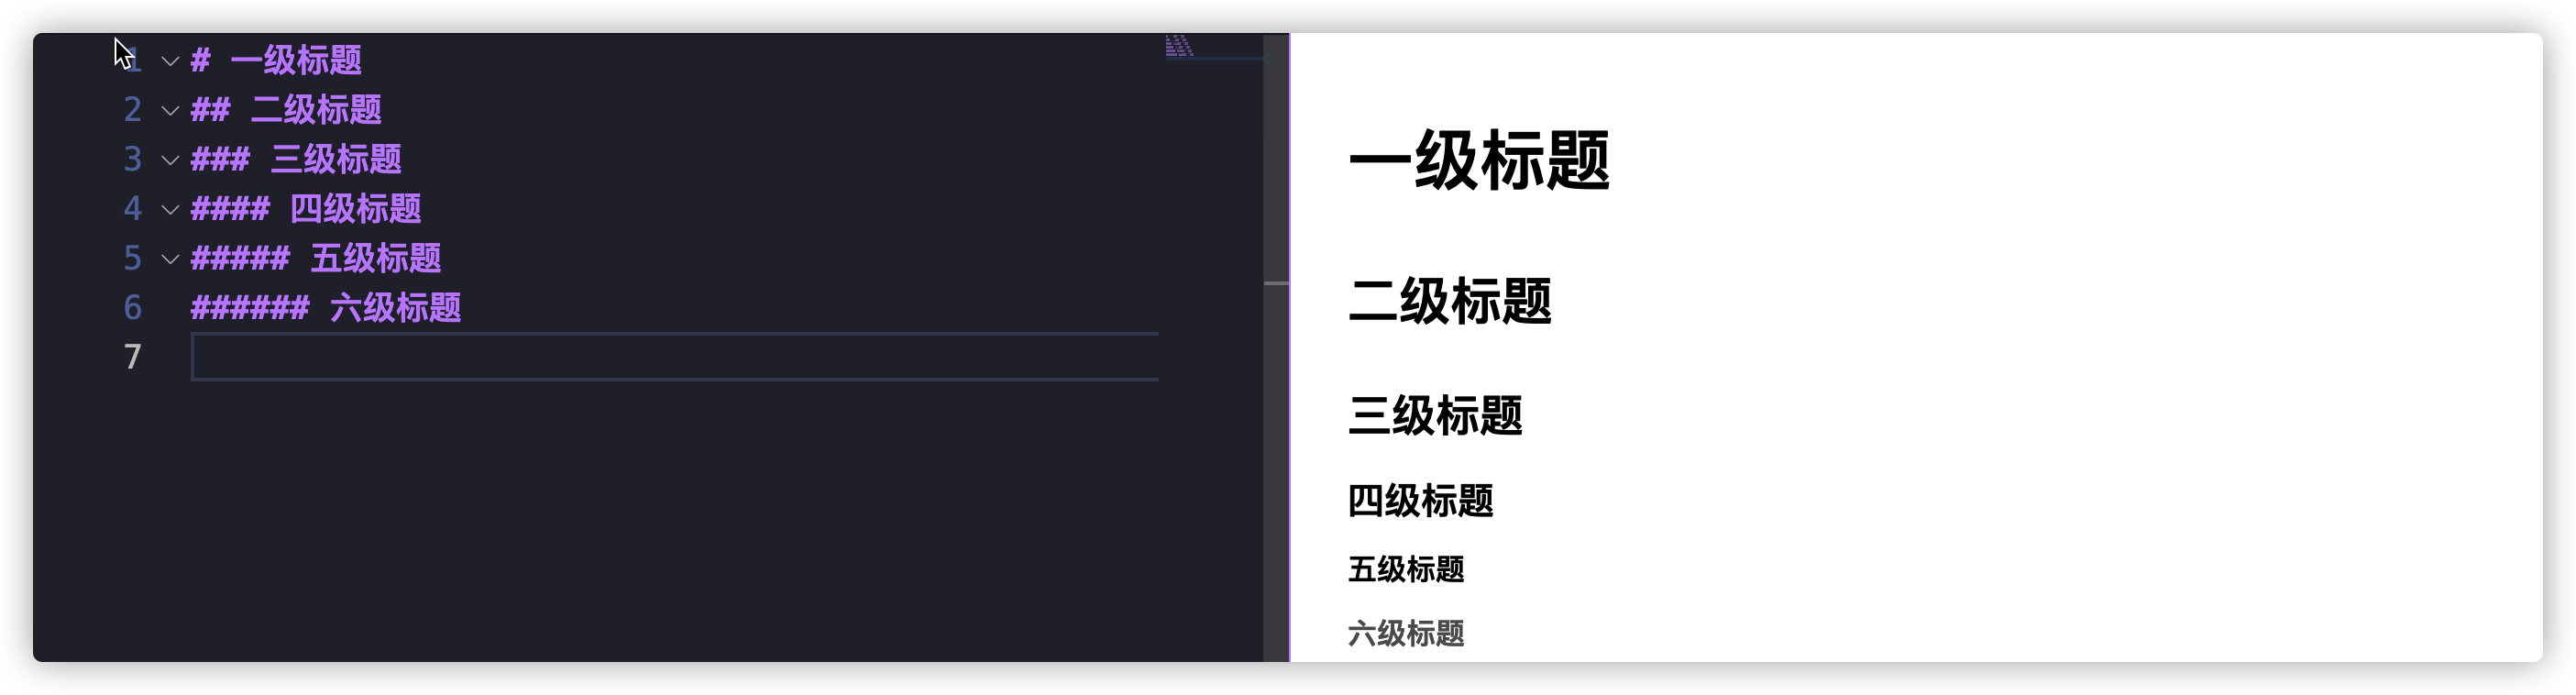 1 # 一级标题
2 ## 二级标题
3 ### 三级标题
4 #### 四级标题
5 ##### 五级标题
6 ###### 六级标题
7
一级标题
二级标题
三级标题
四级标题
五级标题
六级标题